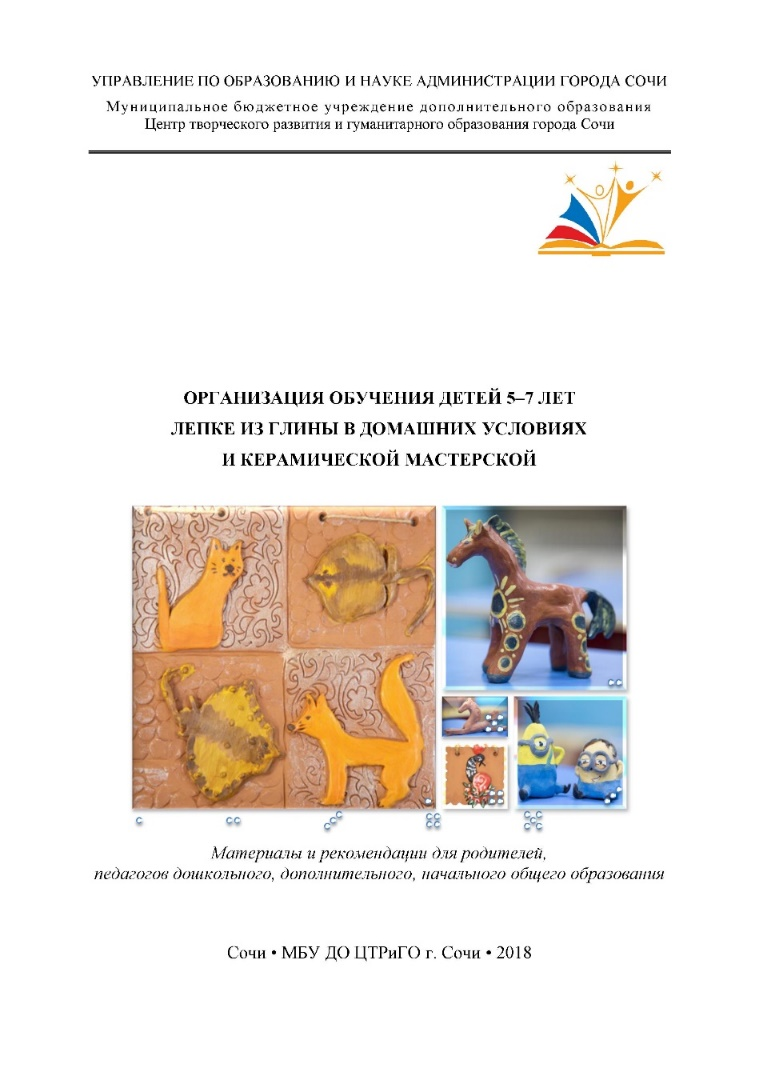 УПРАВЛЕНИЕ ПО ОБРАЗОВАНИЮ И НАУКЕ АДМИНИСТРАЦИИ ГОРОДА СОЧИ
Муниципальное бюджетное учреждение дополнительного образования
Центр творческого развития и гуманитарного образования города Сочи
ОРГАНИЗАЦИЯ ОБУЧЕНИЯ ДЕТЕЙ 5–7 ЛЕТ
ЛЕПКЕ ИЗ ГЛИНЫ В ДОМАШНИХ УСЛОВИЯХ
И КЕРАМИЧЕСКОЙ МАСТЕРСКОЙ
Материалы и рекомендации для родителей,
педагогов дошкольного, дополнительного, начального общего образования
Сочи • МБУ ДО ЦТРиГО г. Сочи • 2018